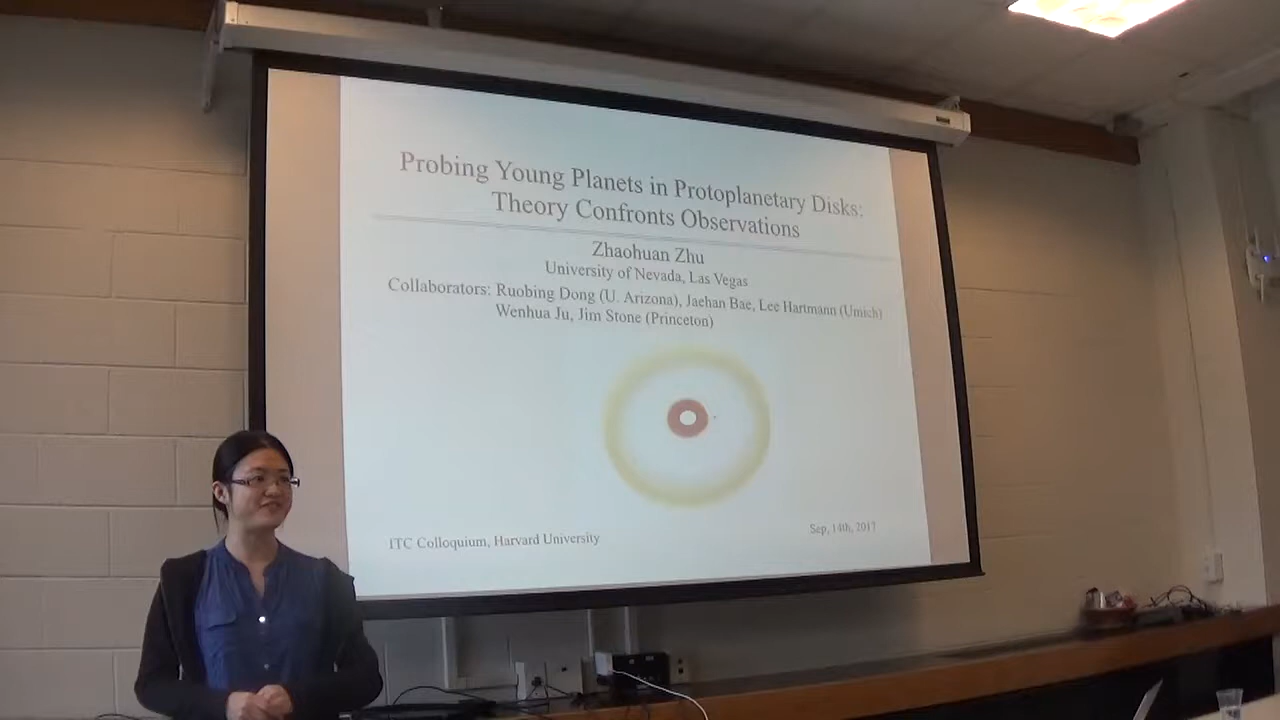 Probing Young Planets in Protoplanetary Disks:
Theory Confronts Observations
Zhaohuan Zhu
University of Nevada, Las Vegas
Collaborators: Ruobing Dong (U. Arizona), Jaehan Bae, Lee Hartmann (Umich)
Wenhua Ju, Jim Stone (Princeton)
ITC Colloquium, Harvard University
Sep, 14th, 2017